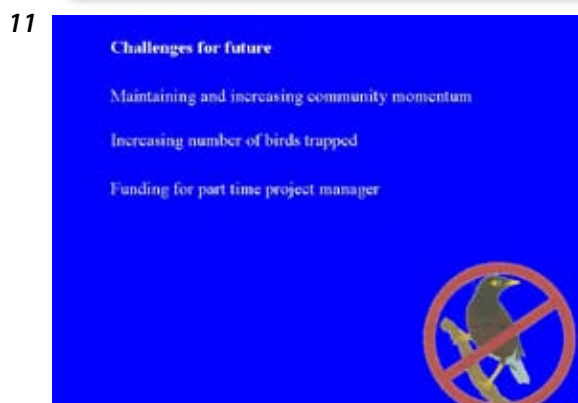 11
Challenges for future
Maintaining and increasing community momentum
Increasing number of birds trapped
Funding for part time project manager